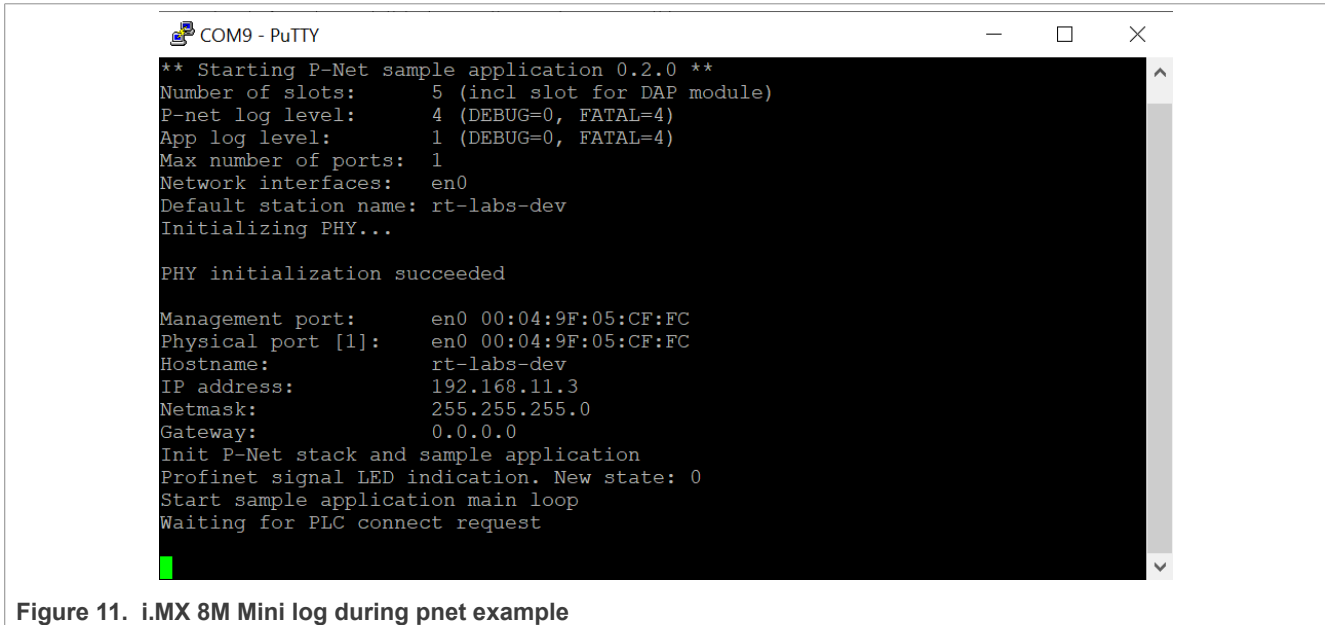 COM9 - PuTTY
** Starting P-Net sample application 0.2.0 **
Number of slots:      5 (incl slot for DAP module)
P-net log level:      4 (DEBUG=0, FATAL=4)
App log level:        1 (DEBUG=0, FATAL=4)
Max number of ports:  1
Network interfaces:   en0
Default station name: rt-labs-dev
Initializing PHY...
PHY initialization succeeded
Management port:      en0 00:04:9F:05:CF:FC
Physical port [1]:    en0 00:04:9F:05:CF:FC
Hostname:             rt-labs-dev
IP address:           192.168.11.3
Netmask:              255.255.255.0
Gateway:              0.0.0.0
Init P-Net stack and sample application
Profinet signal LED indication. New state: 0
Start sample application main loop
Waiting for PLC connect request
Figure 11. i.MX 8M Mini log during pnet example